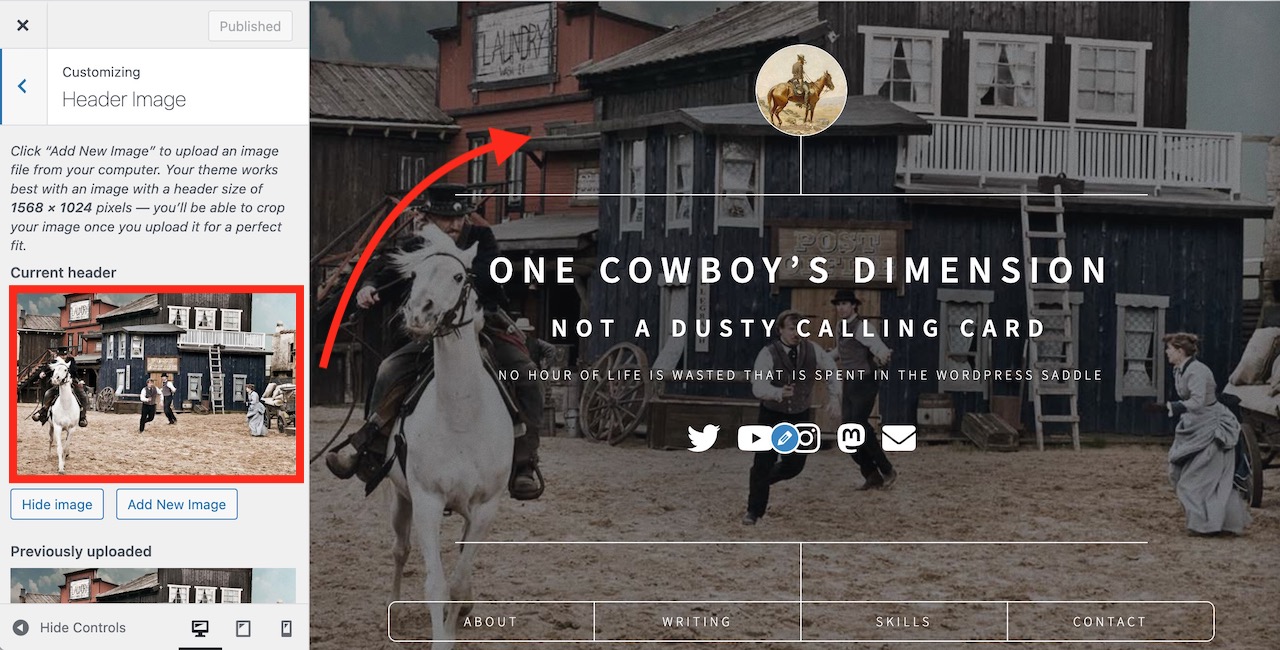 Published
Customizing
Header Image
Click “Add New Image” to upload an image
file from your computer. Your theme works
best with an image with a header size of
1568 × 1024 pixels — you’ll be able to crop
your image once you upload it for a perfect
fit.
Current header
LAUNDRY
Hide image
Add New Image
Previously uploaded
LAUNDRY
Hide Controls
LAUNDRY
POST
ONE COWBOY’S DIMENSION
NOT A DUSTY CALLING CARD
NO HOUR OF LIFE IS WASTED THAT IS SPENT IN THE WORDPRESS SADDLE
ABOUT
WRITING
SKILLS
CONTACT